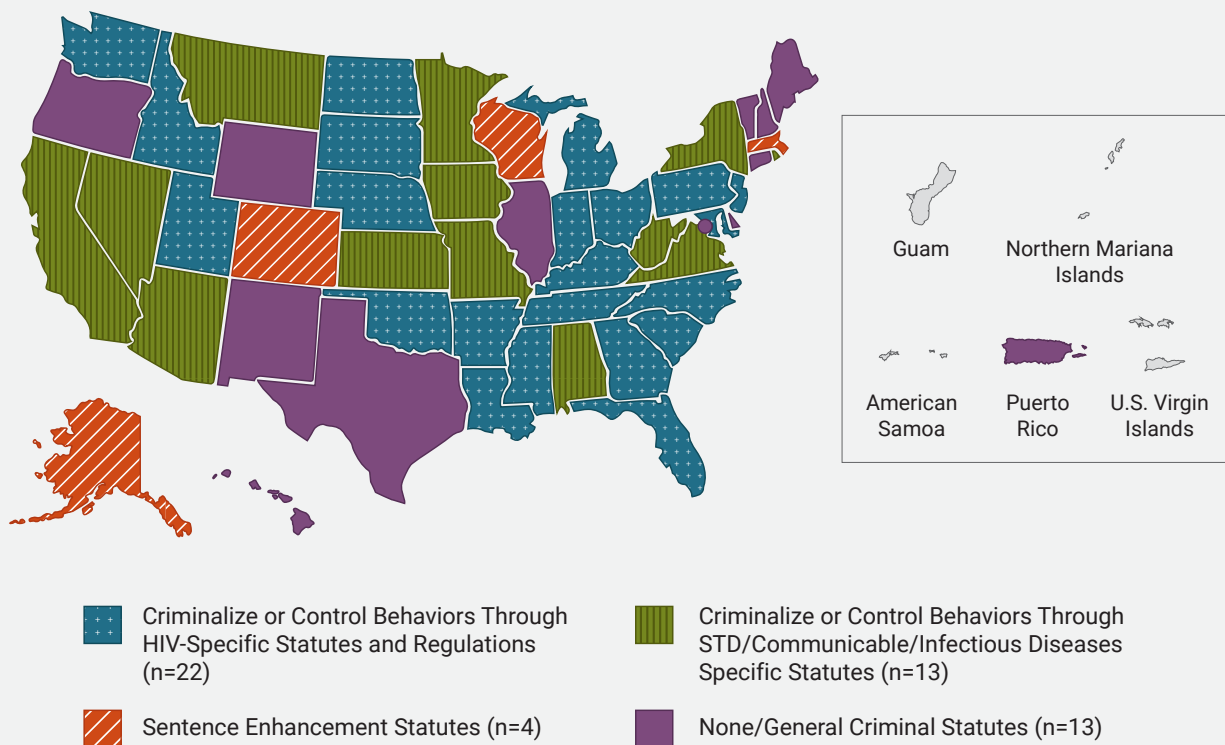 Guam
Northern Mariana
Islands
American
Samoa
Puerto
Rico
U.S. Virgin
Islands
Criminalize or Control Behaviors Through
HIV-Specific Statutes and Regulations
(n=22)
Criminalize or Control Behaviors Through
STD/Communicable/Infectious Diseases
Specific Statutes (n=13)
Sentence Enhancement Statutes (n=4)
None/General Criminal Statutes (n=13)